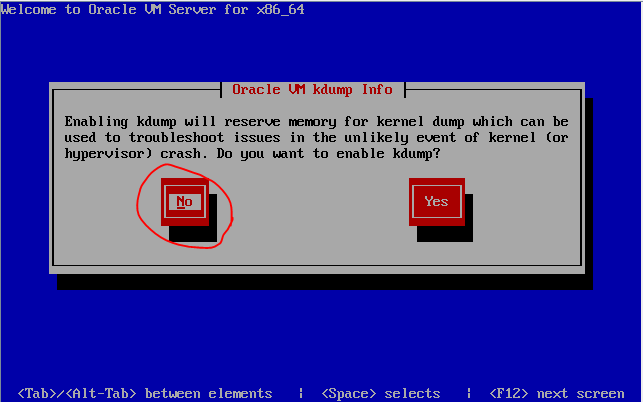 Welcome to Oracle VM Server for x86_64
Oracle VM kdump Info
Enabling kdump will reserve memory for kernel dump which can be
used to troubleshoot issues in the unlikely event of kernel (or
hypervisor) crash. Do you want to enable kdump?
No Yes
<Tab>/<Alt-Tab> between elements | <Space> selects | <F12> next screen